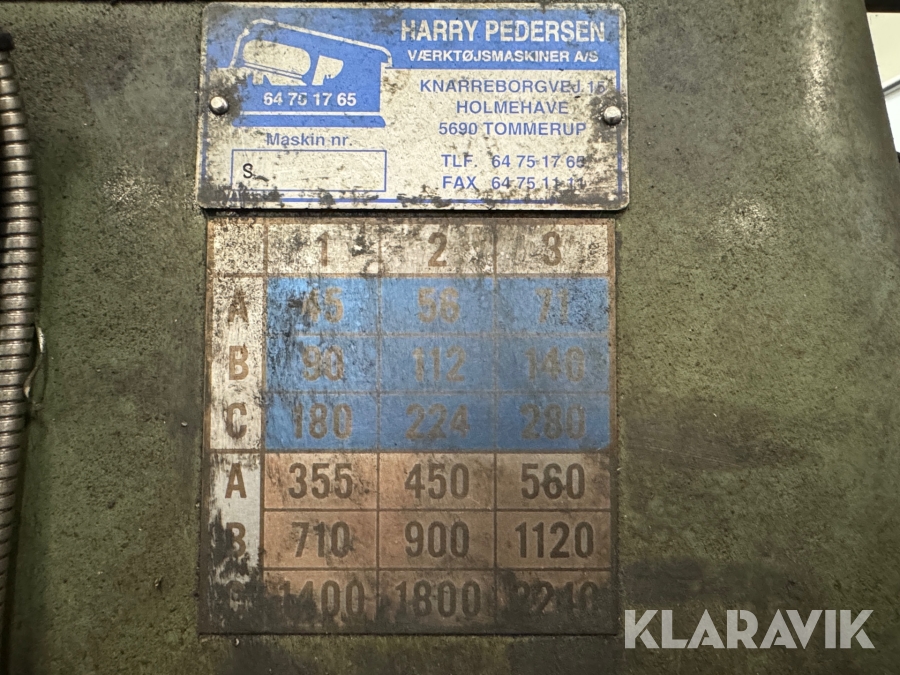 HARRY PEDERSEN
VÆRKTØJSMASKINER A/S
KNARREBORGVEJ 15
HOLMEHAVE
5690 TOMMERUP
64 75 17 65
Maskin nr.
S.
TLF. 64 75 17 65
FAX 64 75 11 11
1 2 3
A 45 56 71
B 90 112 140
C 180 224 280
A 355 450 560
B 710 900 1120
C 1400 1800 2240
KLARAVIK